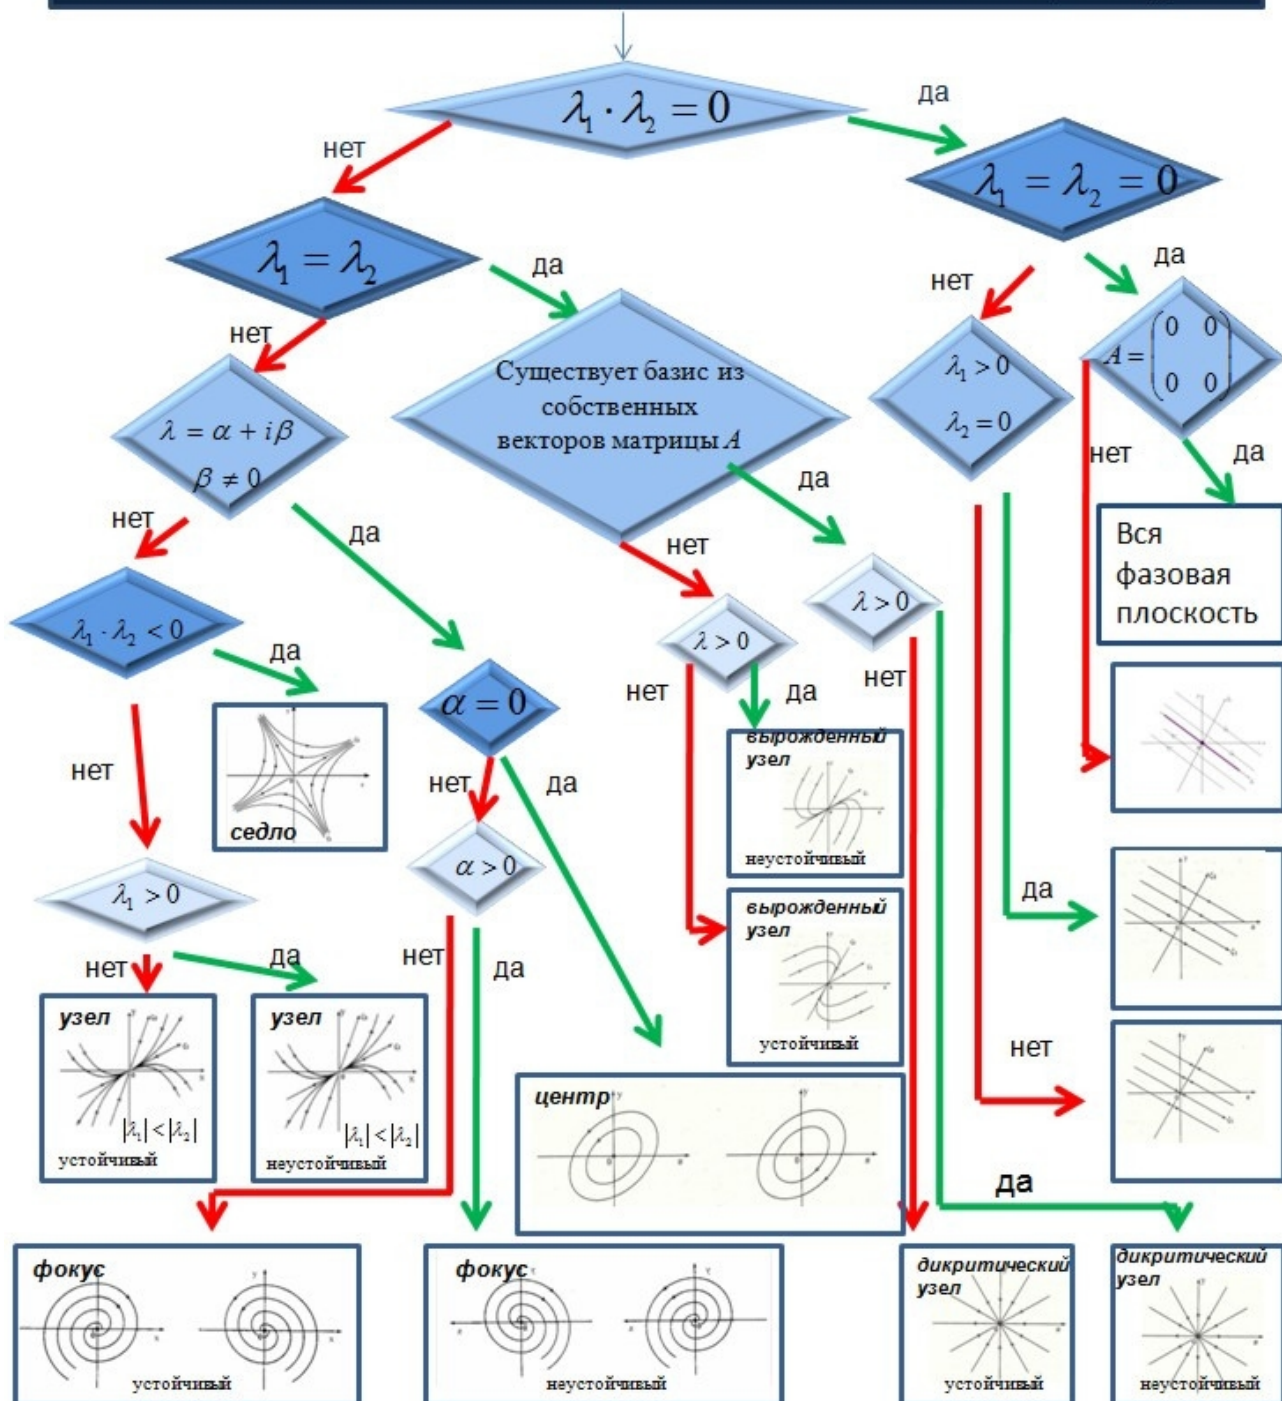 λ₁ · λ₂ = 0
да
нет
λ₁ = λ₂ = 0
λ₁ = λ₂
да
да
нет
нет
A = (0 0
0 0)
λ₁ > 0
λ₂ = 0
Существует базис из
собственных
векторов матрицы A
λ = α + iβ
β ≠ 0
нет
да
да
нет
да
нет
Вся
фазовая
плоскость
λ₁ · λ₂ < 0
да
λ > 0
λ > 0
нет
да
нет
α = 0
седло
нет
нет
да
вырожденный
узел
неустойчивый
λ₁ > 0
α > 0
да
вырожденный
узел
устойчивый
нет
да
нет
да
нет
узел
|λ₁| < |λ₂|
устойчивый
узел
|λ₁| < |λ₂|
неустойчивый
центр
да
фокус
устойчивый
фокус
неустойчивый
дикритический
узел
устойчивый
дикритический
узел
неустойчивый